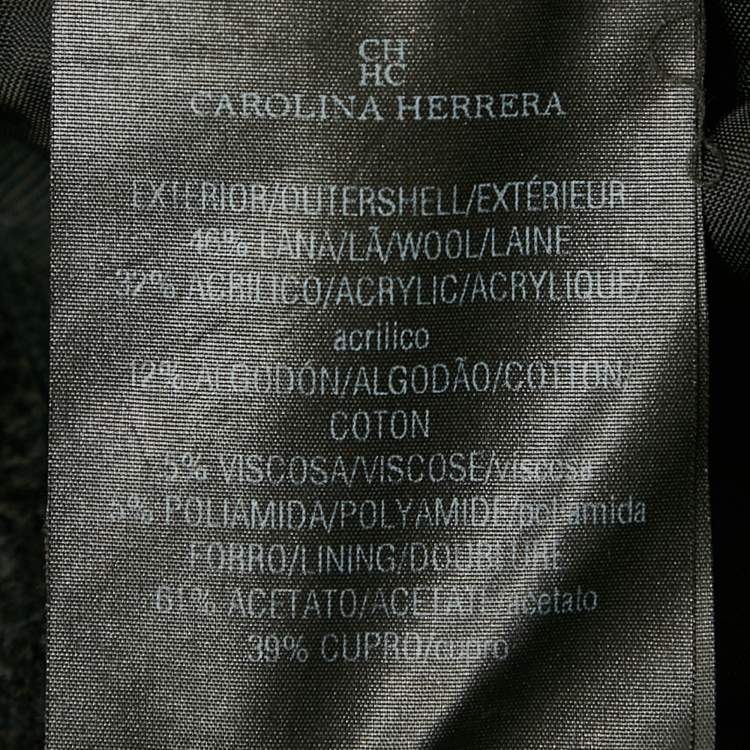 CH
HC
CAROLINA HERRERA
EXTERIOR/OUTERSHELL/EXTÉRIEUR
46% LANA/LÃ/WOOL/LAINE
32% ACRILICO/ACRYLIC/ACRYLIQUE/
acrilico
12% ALGODÓN/ALGODÃO/COTTON/
COTON
5% VISCOSA/VISCOSE/viscosa
5% POLIAMIDA/POLYAMIDE/poliamida
FORRO/LINING/DOUBLURE
61% ACETATO/ACETATE/acetato
39% CUPRO/cupro